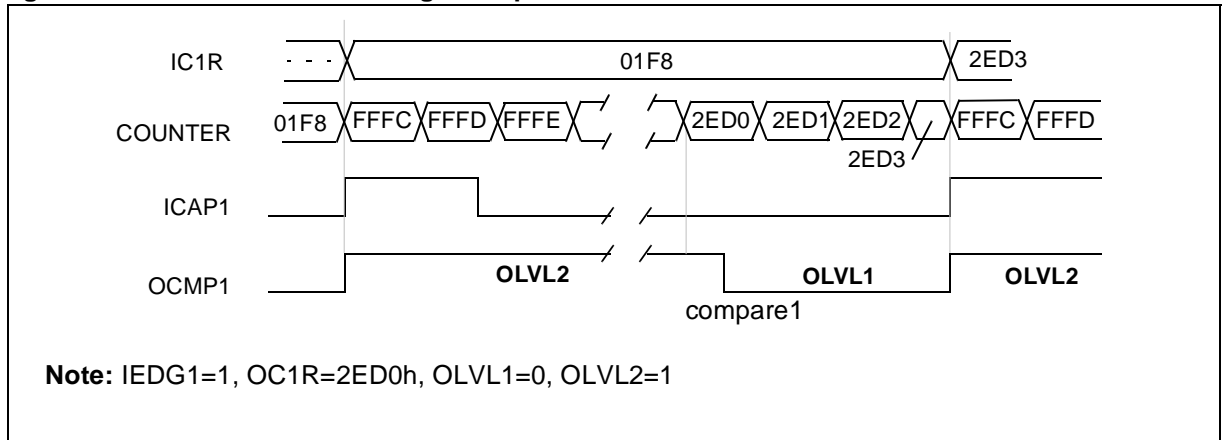 IC1R - - - 01F8 2ED3
COUNTER 01F8 FFFC FFFD FFFE 2ED0 2ED1 2ED2 FFFC FFFD
2ED3
ICAP1
OCMP1 OLVL2 OLVL1 OLVL2
compare1
Note: IEDG1=1, OC1R=2ED0h, OLVL1=0, OLVL2=1